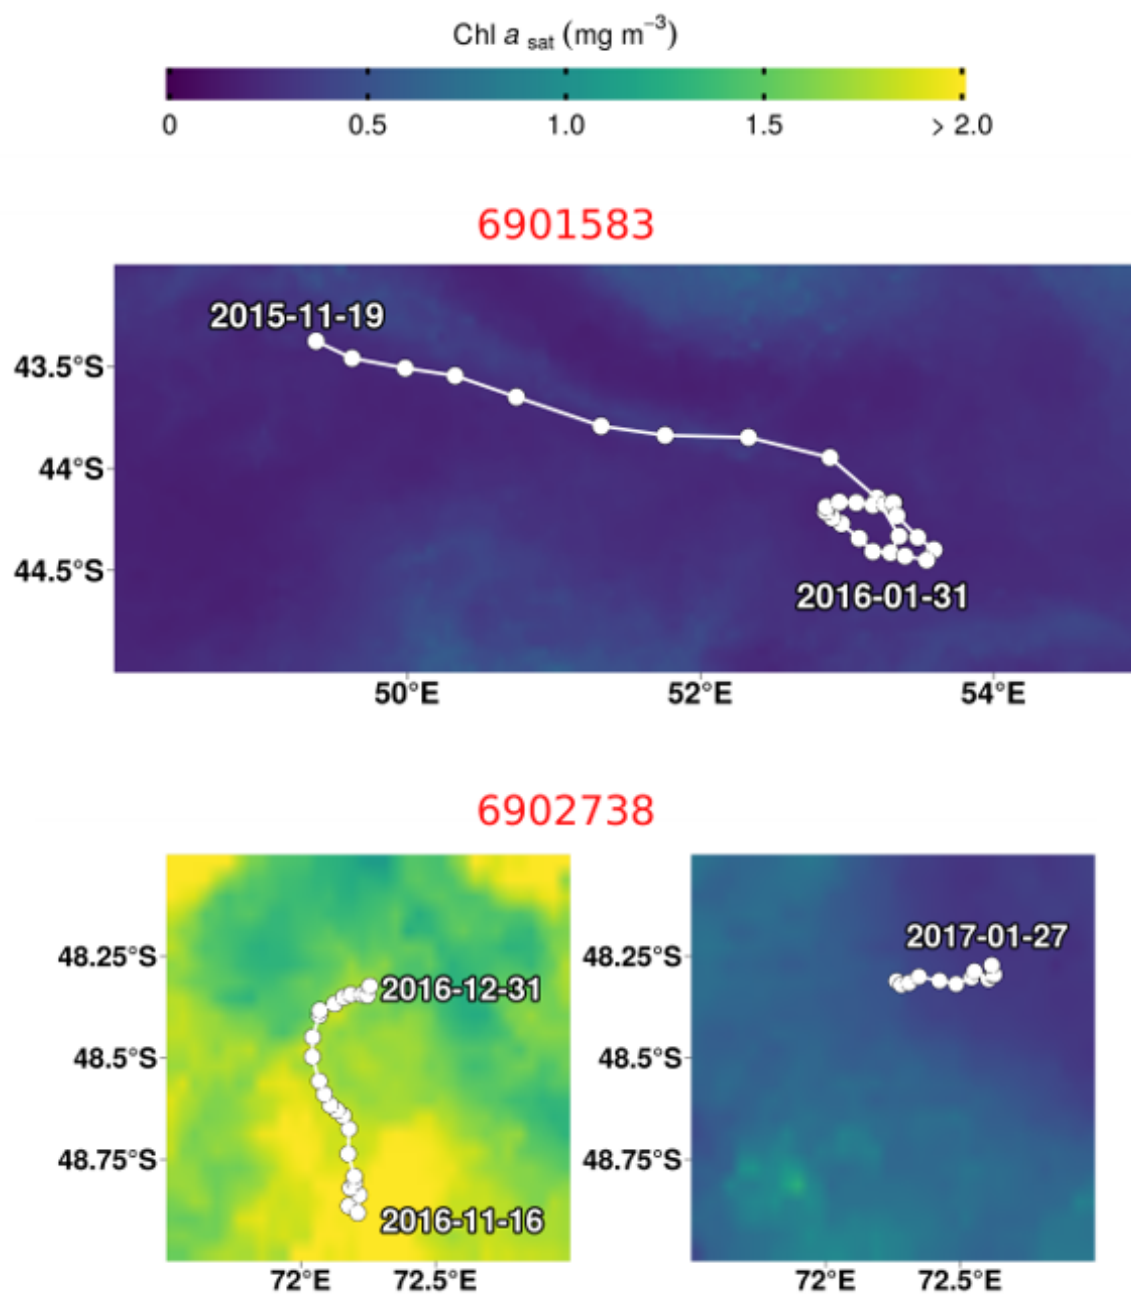 Chl a sat (mg m⁻³)
0 0.5 1.0 1.5 > 2.0
6901583
2015-11-19
43.5°S
44°S
44.5°S
2016-01-31
50°E 52°E 54°E
6902738
48.25°S
2016-12-31
48.5°S
48.75°S
2016-11-16
72°E 72.5°E
2017-01-27
48.25°S
48.5°S
48.75°S
72°E 72.5°E